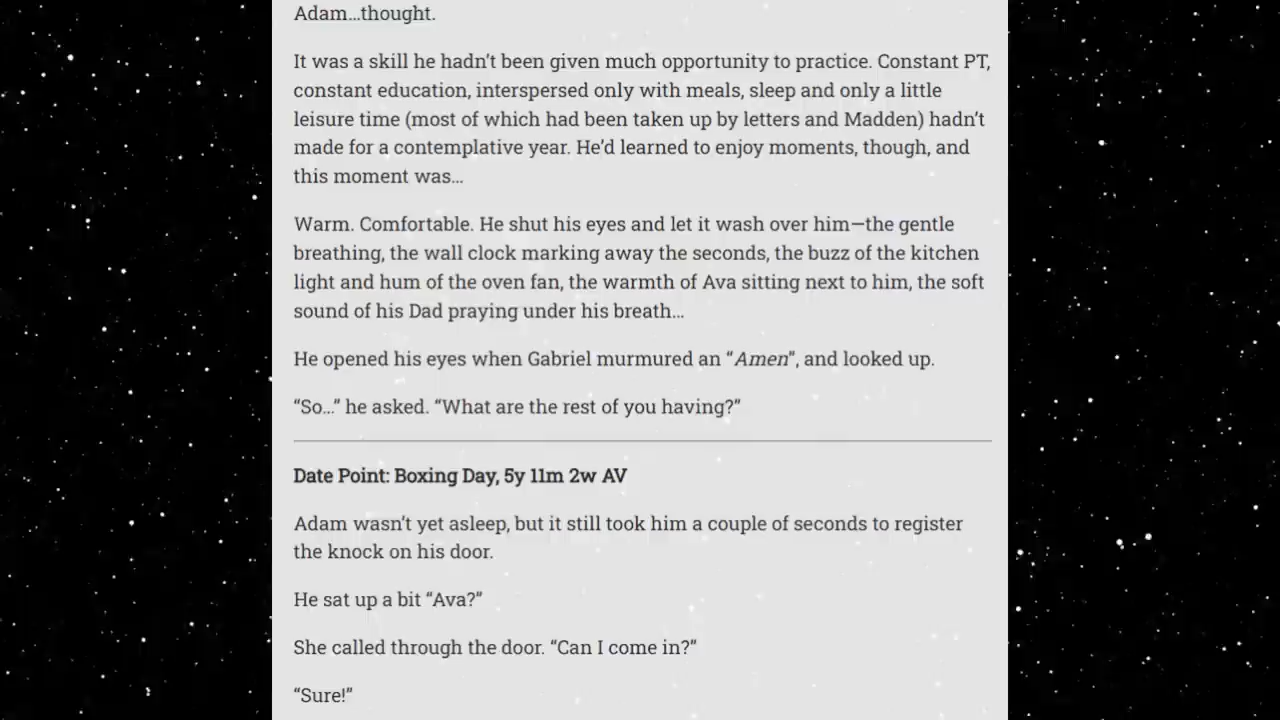 Adam…thought.
It was a skill he hadn’t been given much opportunity to practice. Constant PT,
constant education, interspersed only with meals, sleep and only a little
leisure time (most of which had been taken up by letters and Madden) hadn’t
made for a contemplative year. He’d learned to enjoy moments, though, and
this moment was…
Warm. Comfortable. He shut his eyes and let it wash over him—the gentle
breathing, the wall clock marking away the seconds, the buzz of the kitchen
light and hum of the oven fan, the warmth of Ava sitting next to him, the soft
sound of his Dad praying under his breath…
He opened his eyes when Gabriel murmured an “Amen”, and looked up.
“So…” he asked. “What are the rest of you having?”
Date Point: Boxing Day, 5y 11m 2w AV
Adam wasn’t yet asleep, but it still took him a couple of seconds to register
the knock on his door.
He sat up a bit “Ava?”
She called through the door. “Can I come in?”
“Sure!”